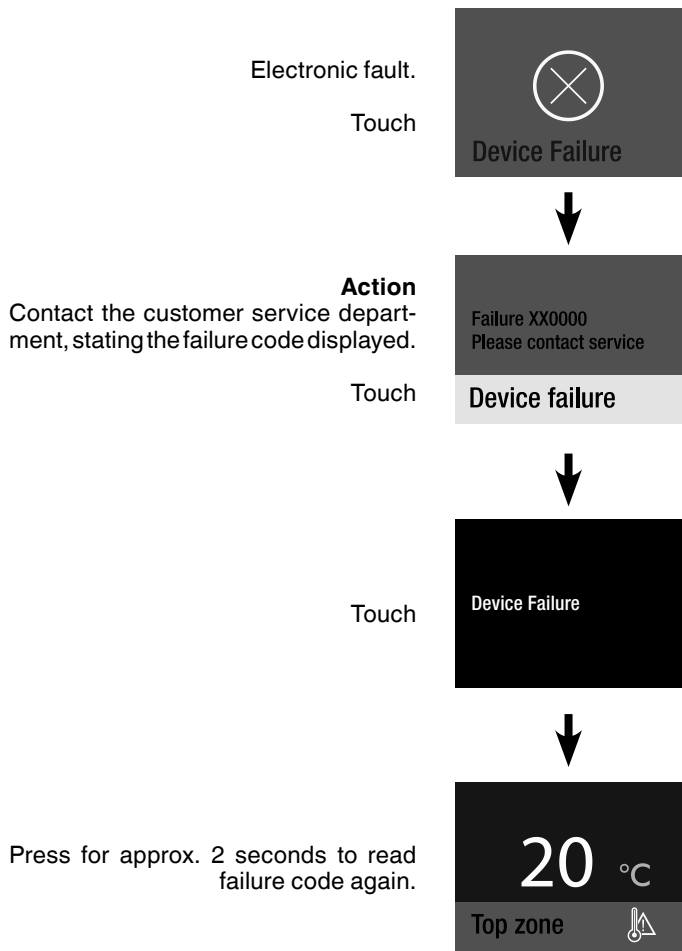 Electronic fault.
Touch
Device Failure
Action
Contact the customer service depart-
ment, stating the failure code displayed.
Failure XX0000
Please contact service
Touch
Device failure
Touch
Device Failure
Press for approx. 2 seconds to read
failure code again.
20 °C
Top zone